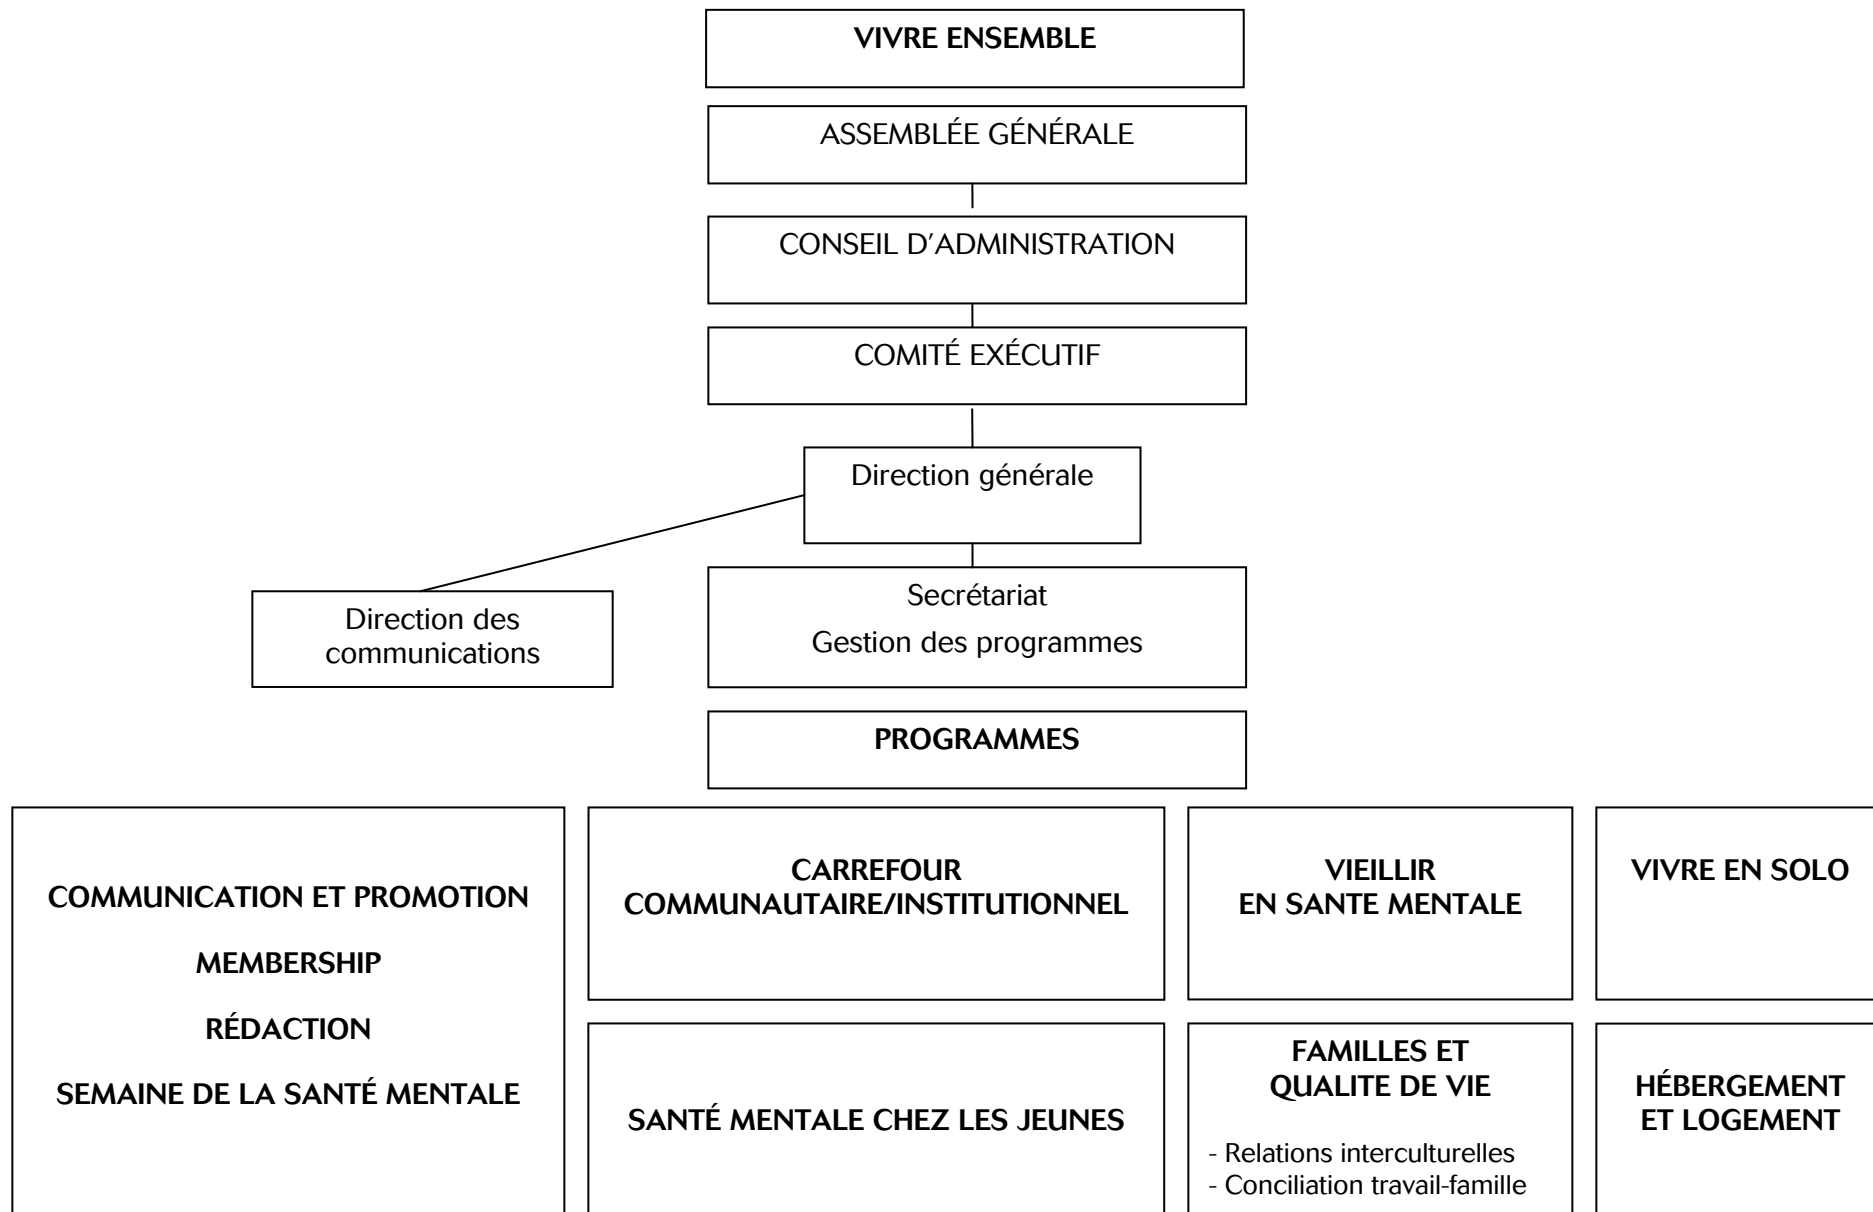 VIVRE ENSEMBLE
ASSEMBLÉE GÉNÉRALE
CONSEIL D’ADMINISTRATION
COMITÉ EXÉCUTIF
Direction générale
Direction des
communications
Secrétariat
Gestion des programmes
PROGRAMMES
COMMUNICATION ET PROMOTION
MEMBERSHIP
RÉDACTION
SEMAINE DE LA SANTÉ MENTALE
CARREFOUR
COMMUNAUTAIRE/INSTITUTIONNEL
VIEILLIR
EN SANTE MENTALE
VIVRE EN SOLO
SANTÉ MENTALE CHEZ LES JEUNES
FAMILLES ET
QUALITE DE VIE
- Relations interculturelles
- Conciliation travail-famille
HÉBERGEMENT
ET LOGEMENT